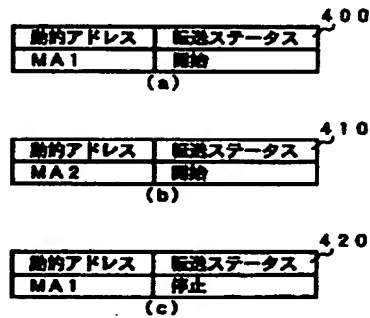 400
動的アドレス 転送ステータス
MA1 開始
(a)
410
動的アドレス 転送ステータス
MA2 開始
(b)
420
動的アドレス 転送ステータス
MA1 停止
(c)